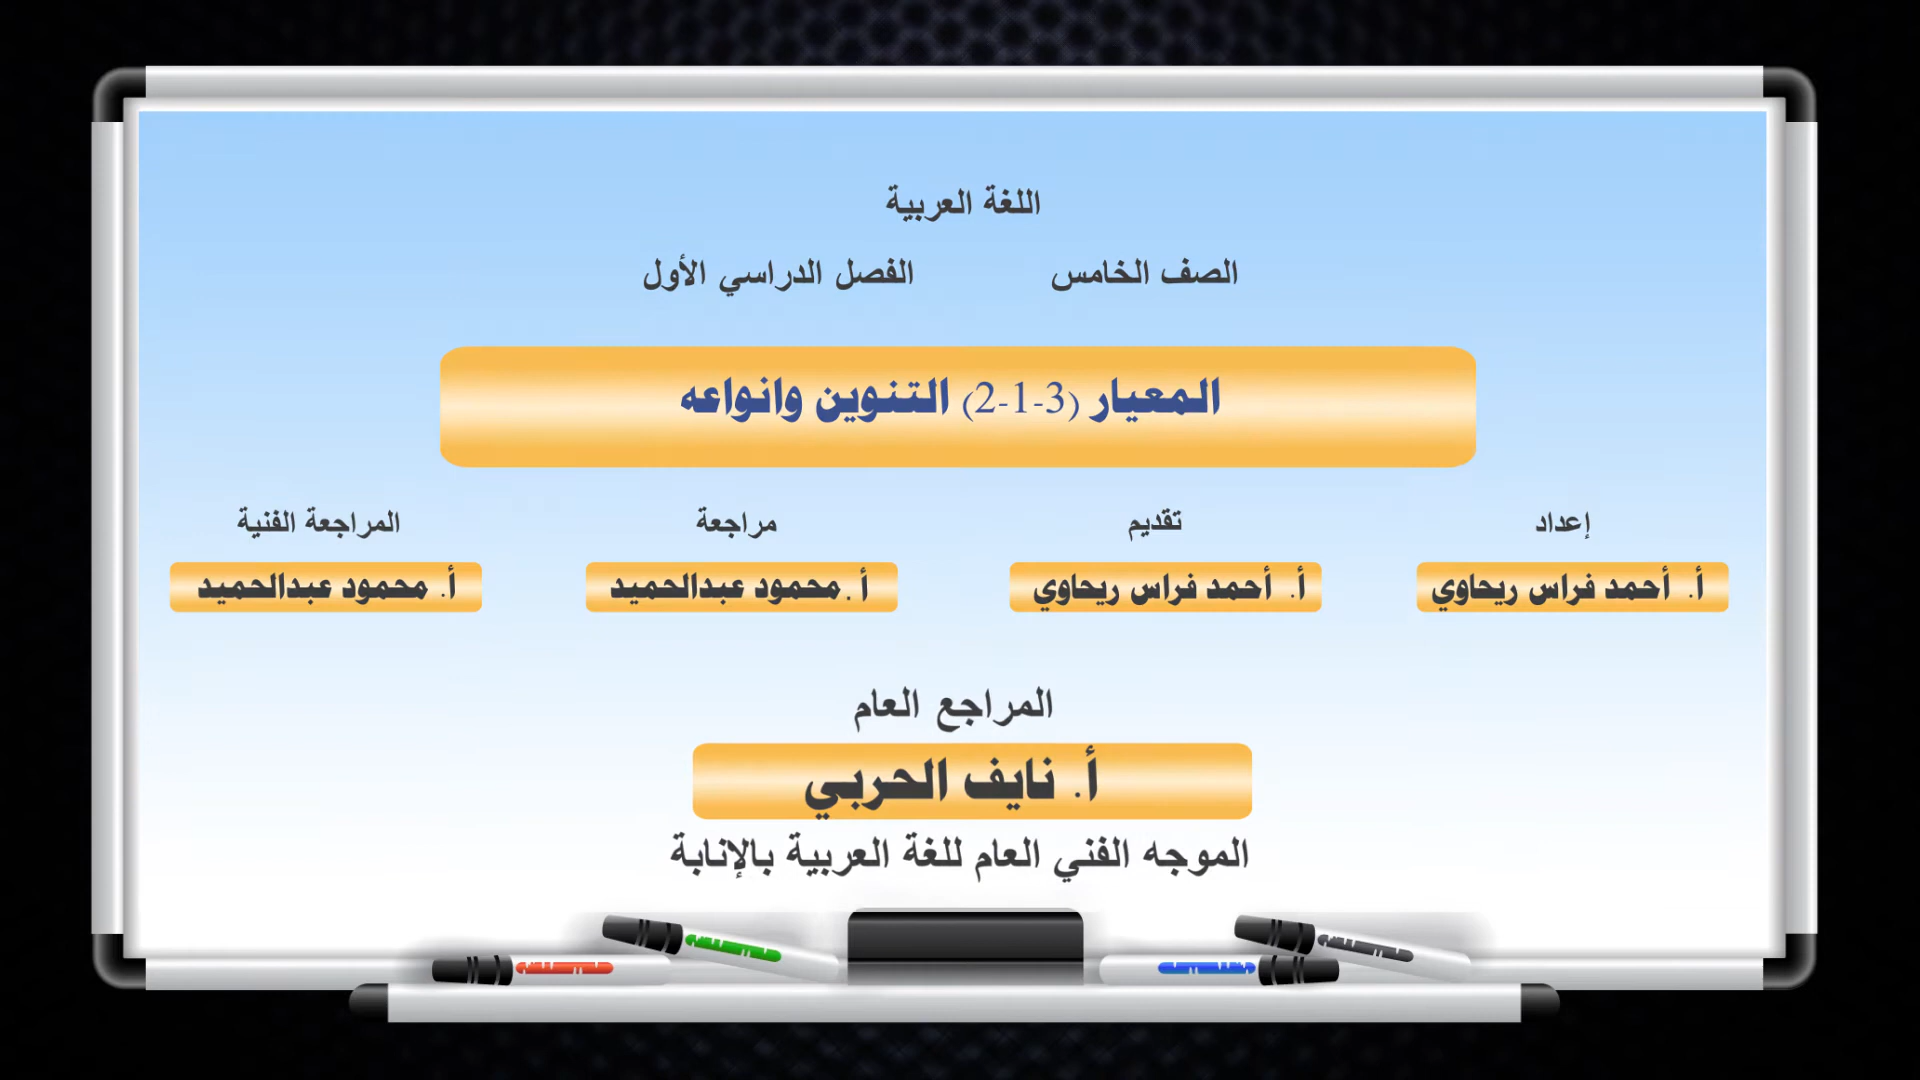 اللغة العربية
الصف الخامس الفصل الدراسي الأول
المعيار (3-1-2) التنوين وانواعه
إعداد تقديم مراجعة المراجعة الفنية
أ. أحمد فراس ريحاوي أ. أحمد فراس ريحاوي أ. محمود عبدالحميد أ. محمود عبدالحميد
المراجع العام
أ. نايف الحربي
الموجه الفني العام للغة العربية بالإنابة